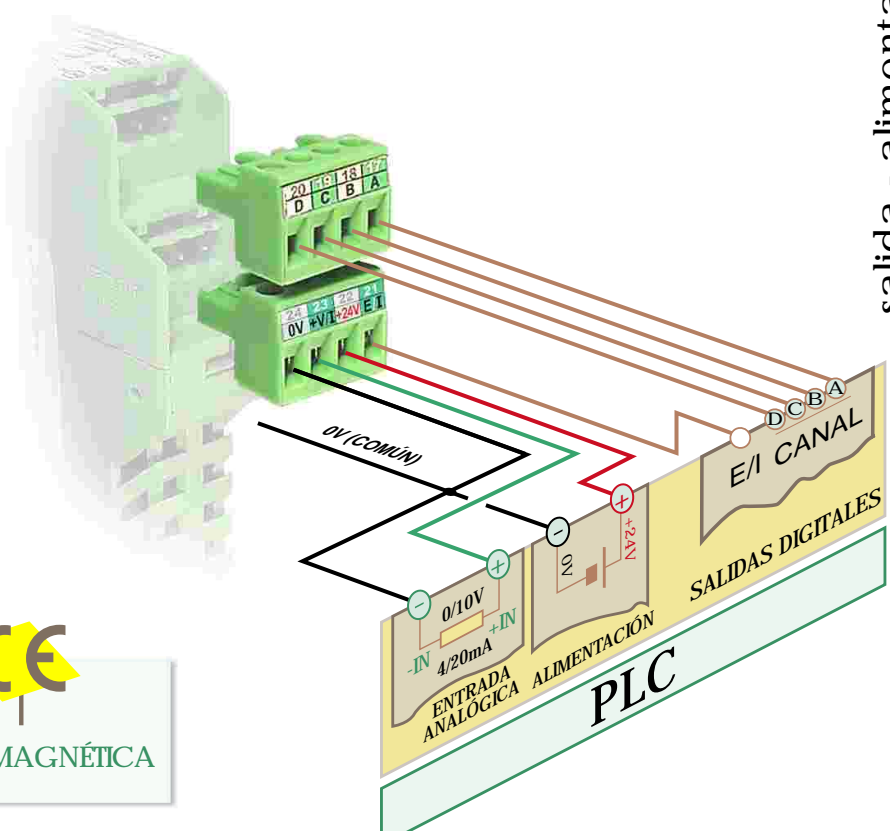 salida - alimenta
20 19 18 17
D C B A
24 23 22 21
0V +V I +24V E I
0V (COMÚN)
D C B A
E/I CANAL
SALIDAS DIGITALES
+24V
0V
0/10V
-IN +IN
4/20mA
ENTRADA
ANALÓGICA
ALIMENTACIÓN
PLC
CE
MAGNÉTICA